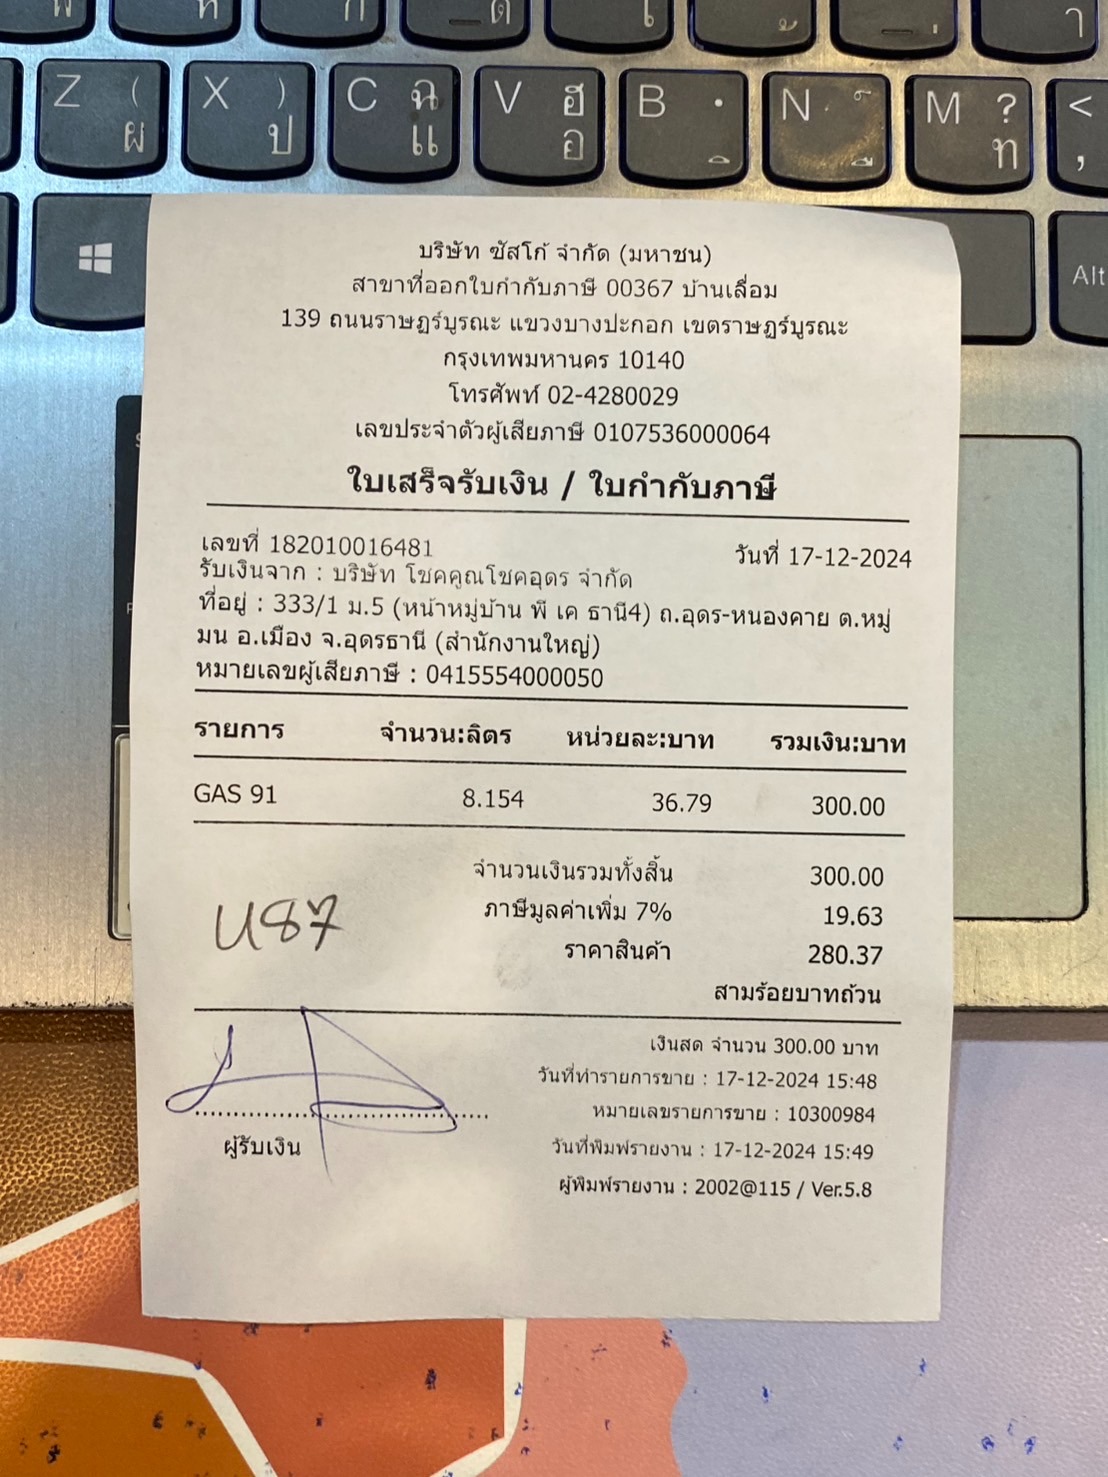 Z ( ผ
X ) ป
C ฉ แ
V ฮ อ
B
N
M ? ท
< ,
Alt
บริษัท ซัสโก้ จำกัด (มหาชน)
สาขาที่ออกใบกำกับภาษี 00367 บ้านเลื่อม
139 ถนนราษฎร์บูรณะ แขวงบางปะกอก เขตราษฎร์บูรณะ
กรุงเทพมหานคร 10140
โทรศัพท์ 02-4280029
เลขประจำตัวผู้เสียภาษี 0107536000064
ใบเสร็จรับเงิน / ใบกำกับภาษี
เลขที่ 182010016481 วันที่ 17-12-2024
รับเงินจาก : บริษัท โชคคูณโชคอุดร จำกัด
ที่อยู่ : 333/1 ม.5 (หน้าหมู่บ้าน พี เค ธานี4) ถ.อุดร-หนองคาย ต.หมู่
มน อ.เมือง จ.อุดรธานี (สำนักงานใหญ่)
หมายเลขผู้เสียภาษี : 0415554000050
รายการ จำนวน:ลิตร หน่วยละ:บาท รวมเงิน:บาท
GAS 91 8.154 36.79 300.00
จำนวนเงินรวมทั้งสิ้น 300.00
ภาษีมูลค่าเพิ่ม 7% 19.63
ราคาสินค้า 280.37
สามร้อยบาทถ้วน
เงินสด จำนวน 300.00 บาท
วันที่ทำรายการขาย : 17-12-2024 15:48
หมายเลขรายการขาย : 10300984
ผู้รับเงิน
วันที่พิมพ์รายงาน : 17-12-2024 15:49
ผู้พิมพ์รายงาน : 2002@115 / Ver.5.8